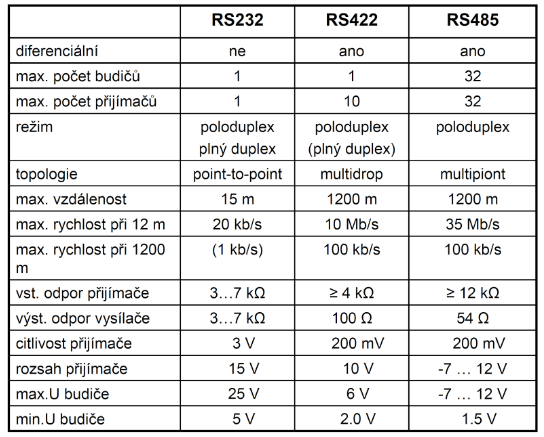 RS232 RS422 RS485
diferenciální ne ano ano
max. počet budičů 1 1 32
max. počet přijímačů 1 10 32
režim poloduplex poloduplex poloduplex
plný duplex (plný duplex)
topologie point-to-point multidrop multipiont
max. vzdálenost 15 m 1200 m 1200 m
max. rychlost při 12 m 20 kb/s 10 Mb/s 35 Mb/s
max. rychlost při 1200 (1 kb/s) 100 kb/s 100 kb/s
m
vst. odpor přijímače 3…7 kΩ ≥ 4 kΩ ≥ 12 kΩ
výst. odpor vysílače 3…7 kΩ 100 Ω 54 Ω
citlivost přijímače 3 V 200 mV 200 mV
rozsah přijímače 15 V 10 V -7 … 12 V
max.U budiče 25 V 6 V -7 … 12 V
min.U budiče 5 V 2.0 V 1.5 V